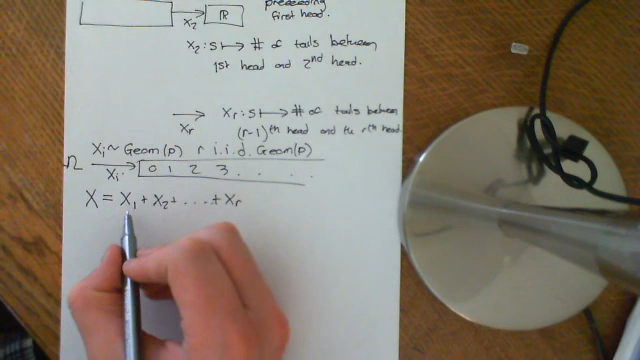 preceeding
first head.
X₂
ℝ
X₂ : S ⟼ # of tails between
1st head and 2nd head.
Xᵣ
Xᵣ : S ⟼ # of tails between
(r-1)th head and the rth head.
Xᵢ ~ Geom(p) r i.i.d. Geom(p)
Xᵢ
0 1 2 3 . . . .
X = X₁ + X₂ + . . . + Xᵣ